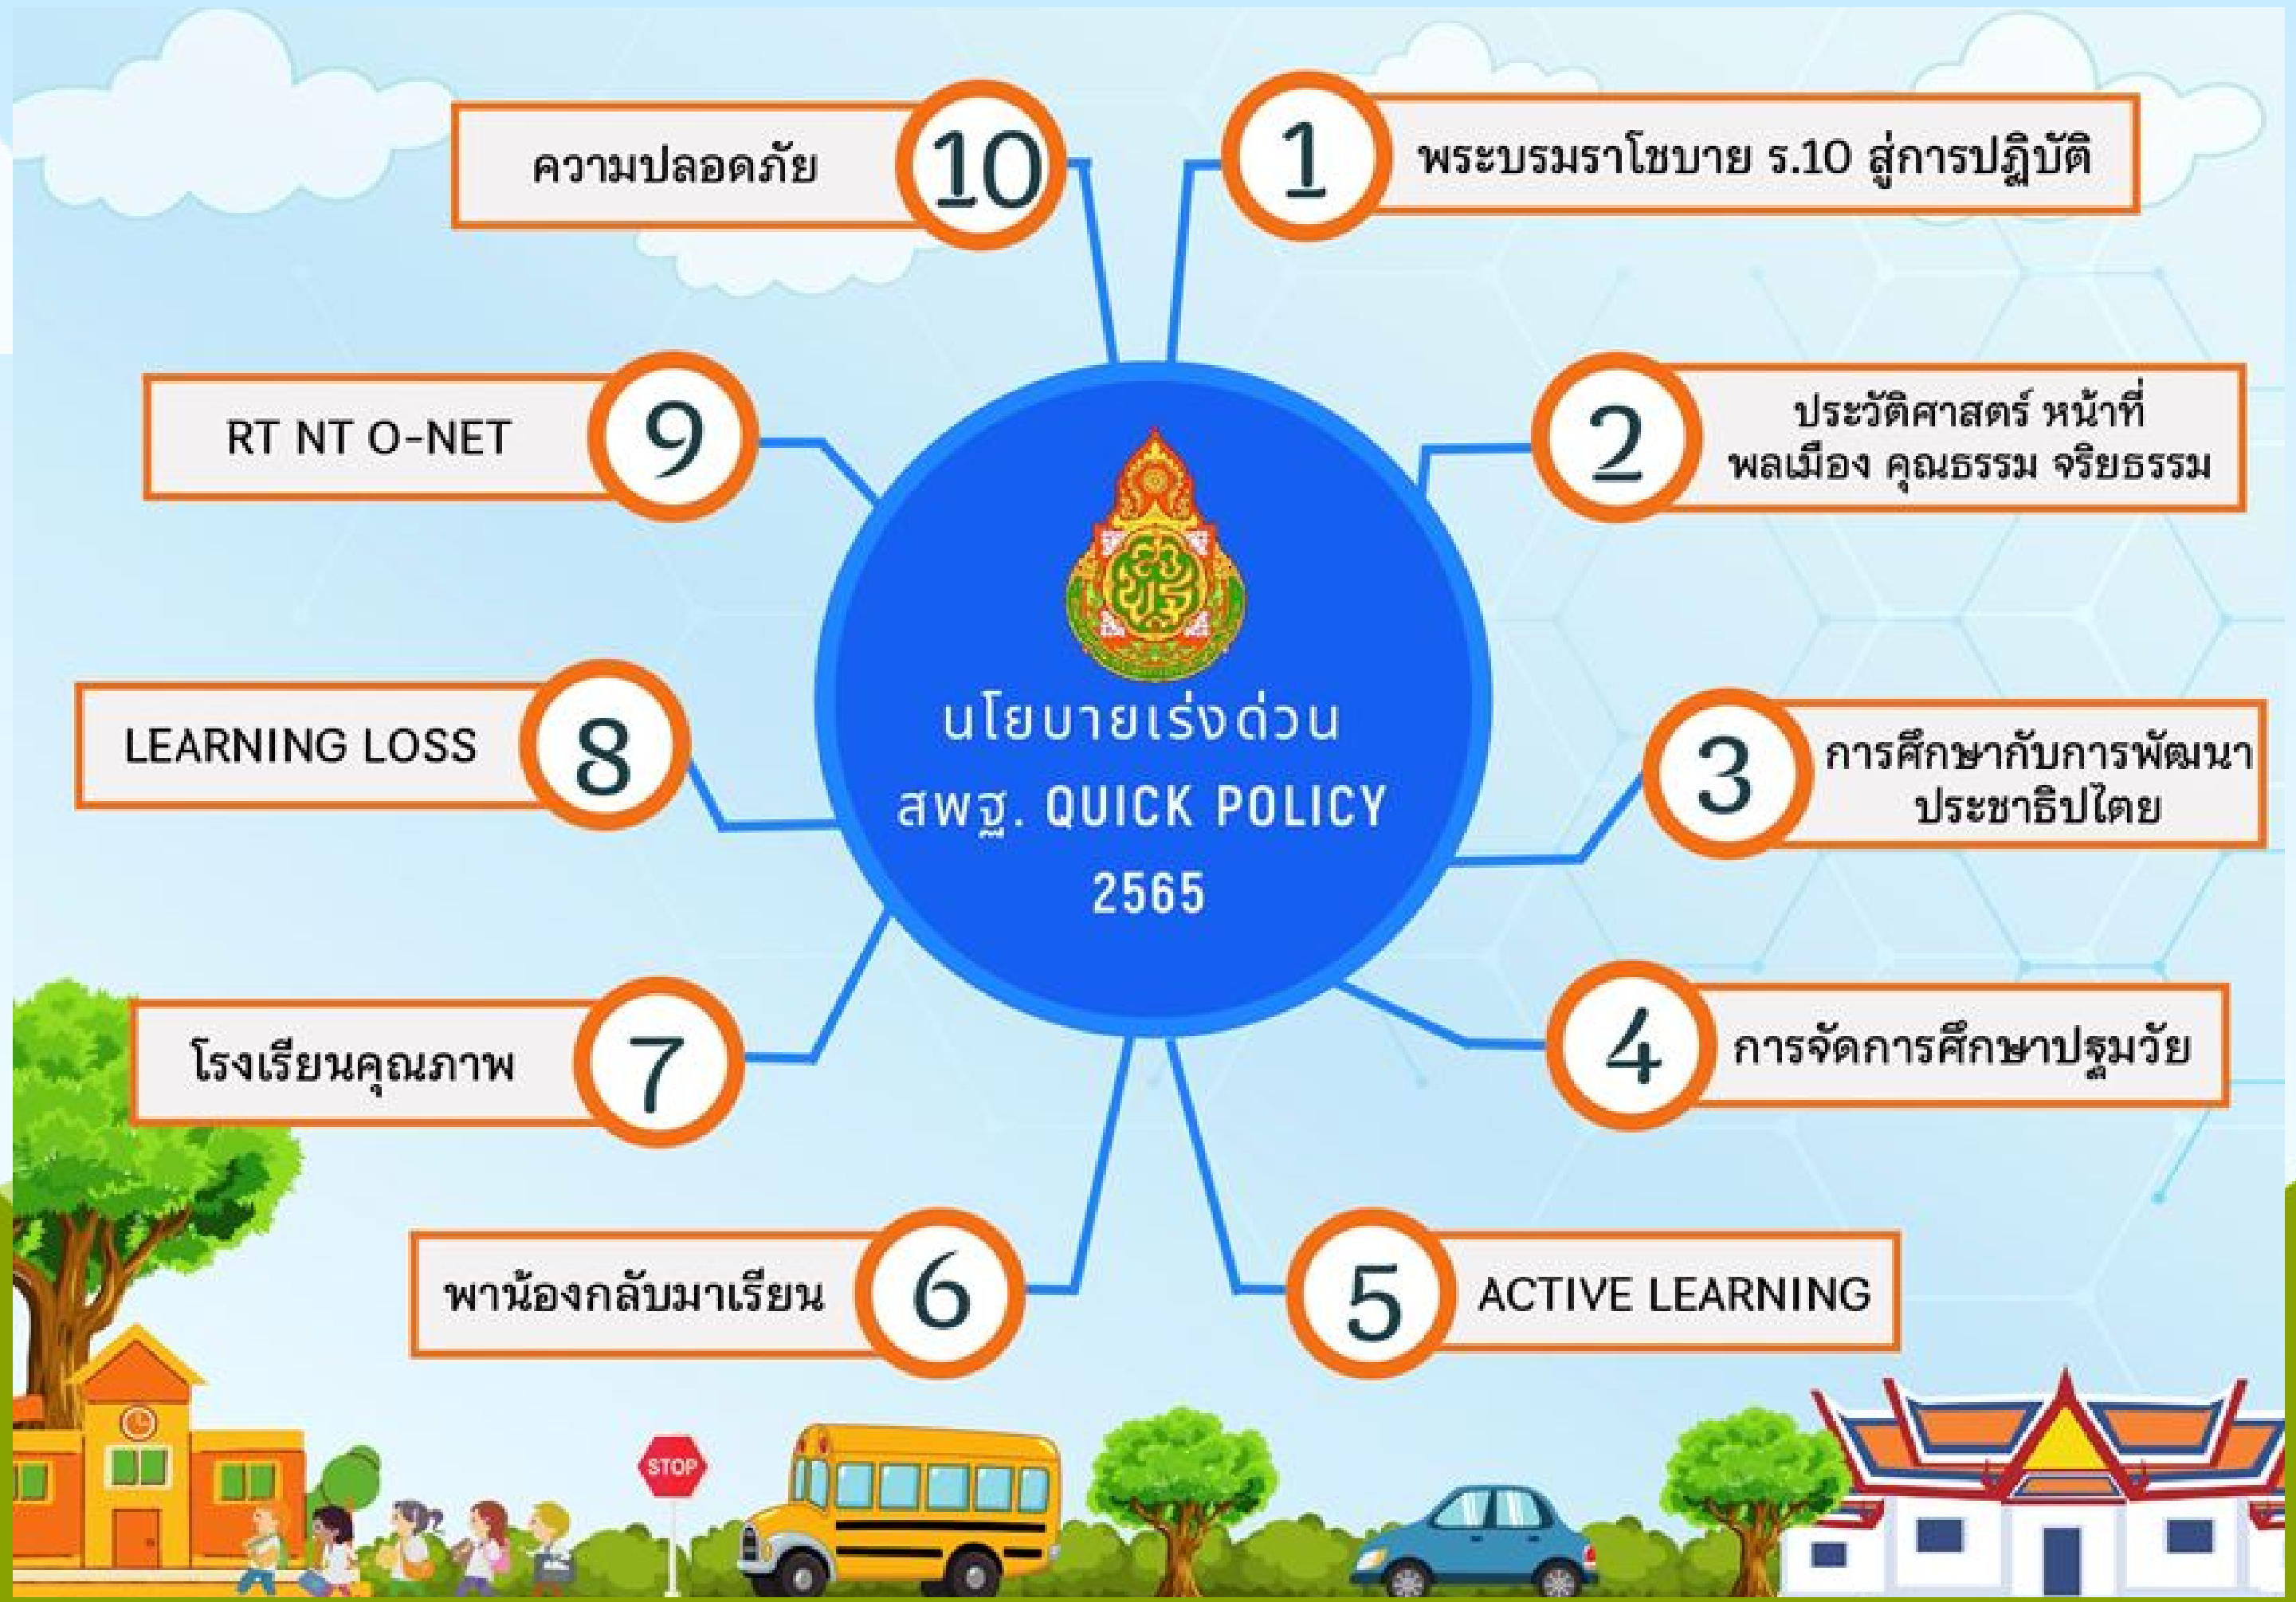 นโยบายเร่งด่วน
สพฐ. QUICK POLICY
2565
1
พระบรมราโชบาย ร.10 สู่การปฏิบัติ
2
ประวัติศาสตร์ หน้าที่
พลเมือง คุณธรรม จริยธรรม
3
การศึกษากับการพัฒนา
ประชาธิปไตย
4
การจัดการศึกษาปฐมวัย
5
ACTIVE LEARNING
6
พาน้องกลับมาเรียน
7
โรงเรียนคุณภาพ
8
LEARNING LOSS
9
RT NT O-NET
10
ความปลอดภัย
STOP